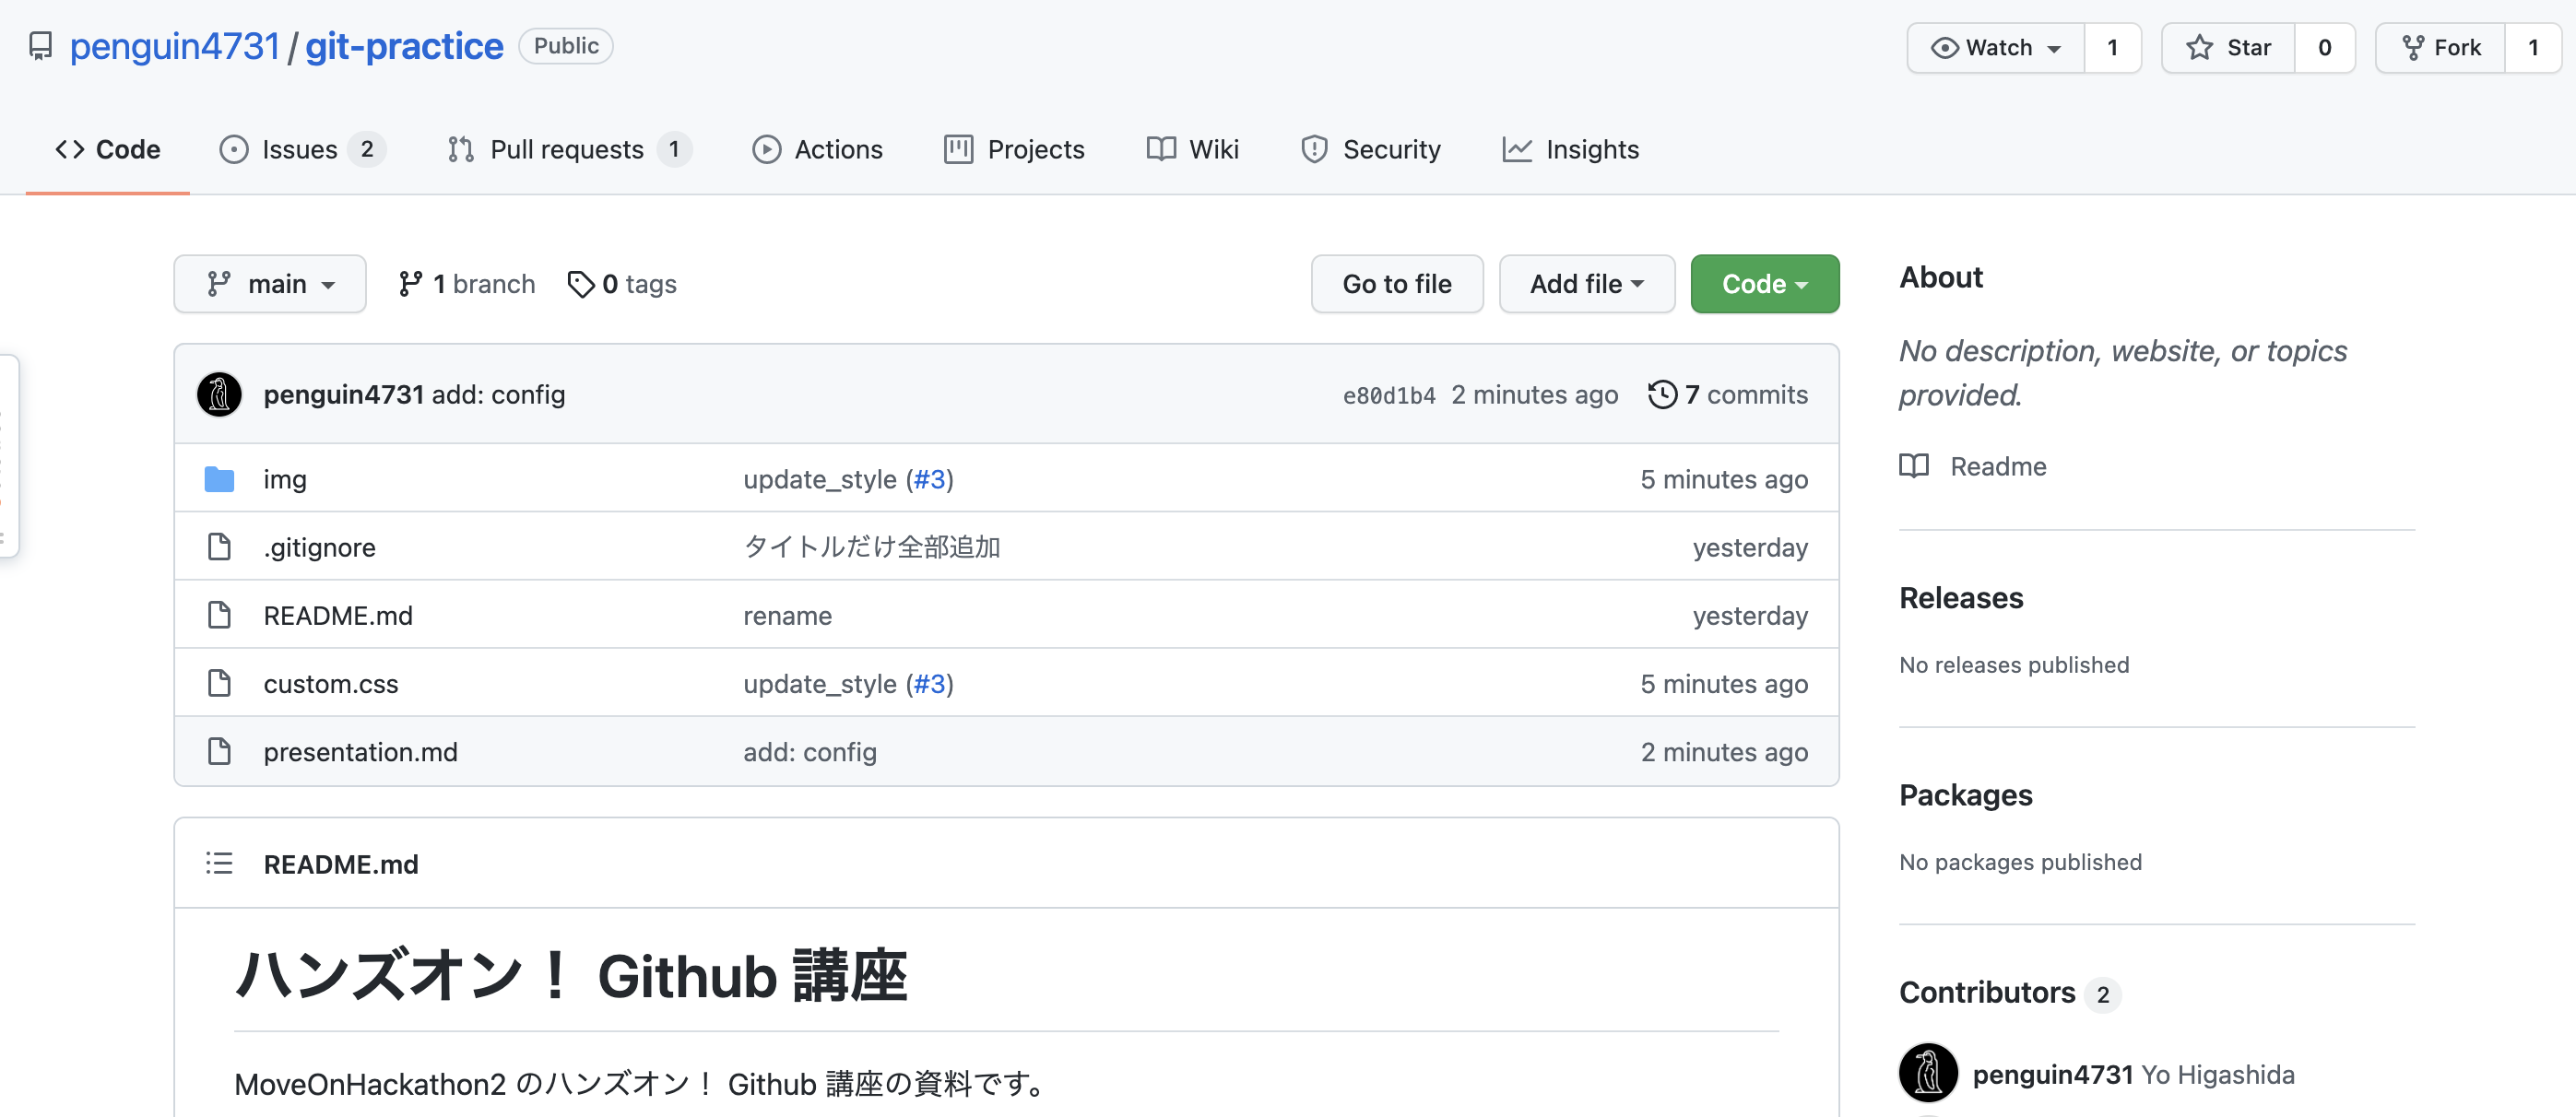 penguin4731 / git-practice Public
Watch 1 Star 0 Fork 1
Code Issues 2 Pull requests 1 Actions Projects Wiki Security Insights
main 1 branch 0 tags Go to file Add file Code
penguin4731 add: config e80d1b4 2 minutes ago 7 commits
img update_style (#3) 5 minutes ago
.gitignore タイトルだけ全部追加 yesterday
README.md rename yesterday
custom.css update_style (#3) 5 minutes ago
presentation.md add: config 2 minutes ago
README.md
ハンズオン！ Github 講座
MoveOnHackathon2 のハンズオン！ Github 講座の資料です。
About
No description, website, or topics
provided.
Readme
Releases
No releases published
Packages
No packages published
Contributors 2
penguin4731 Yo Higashida